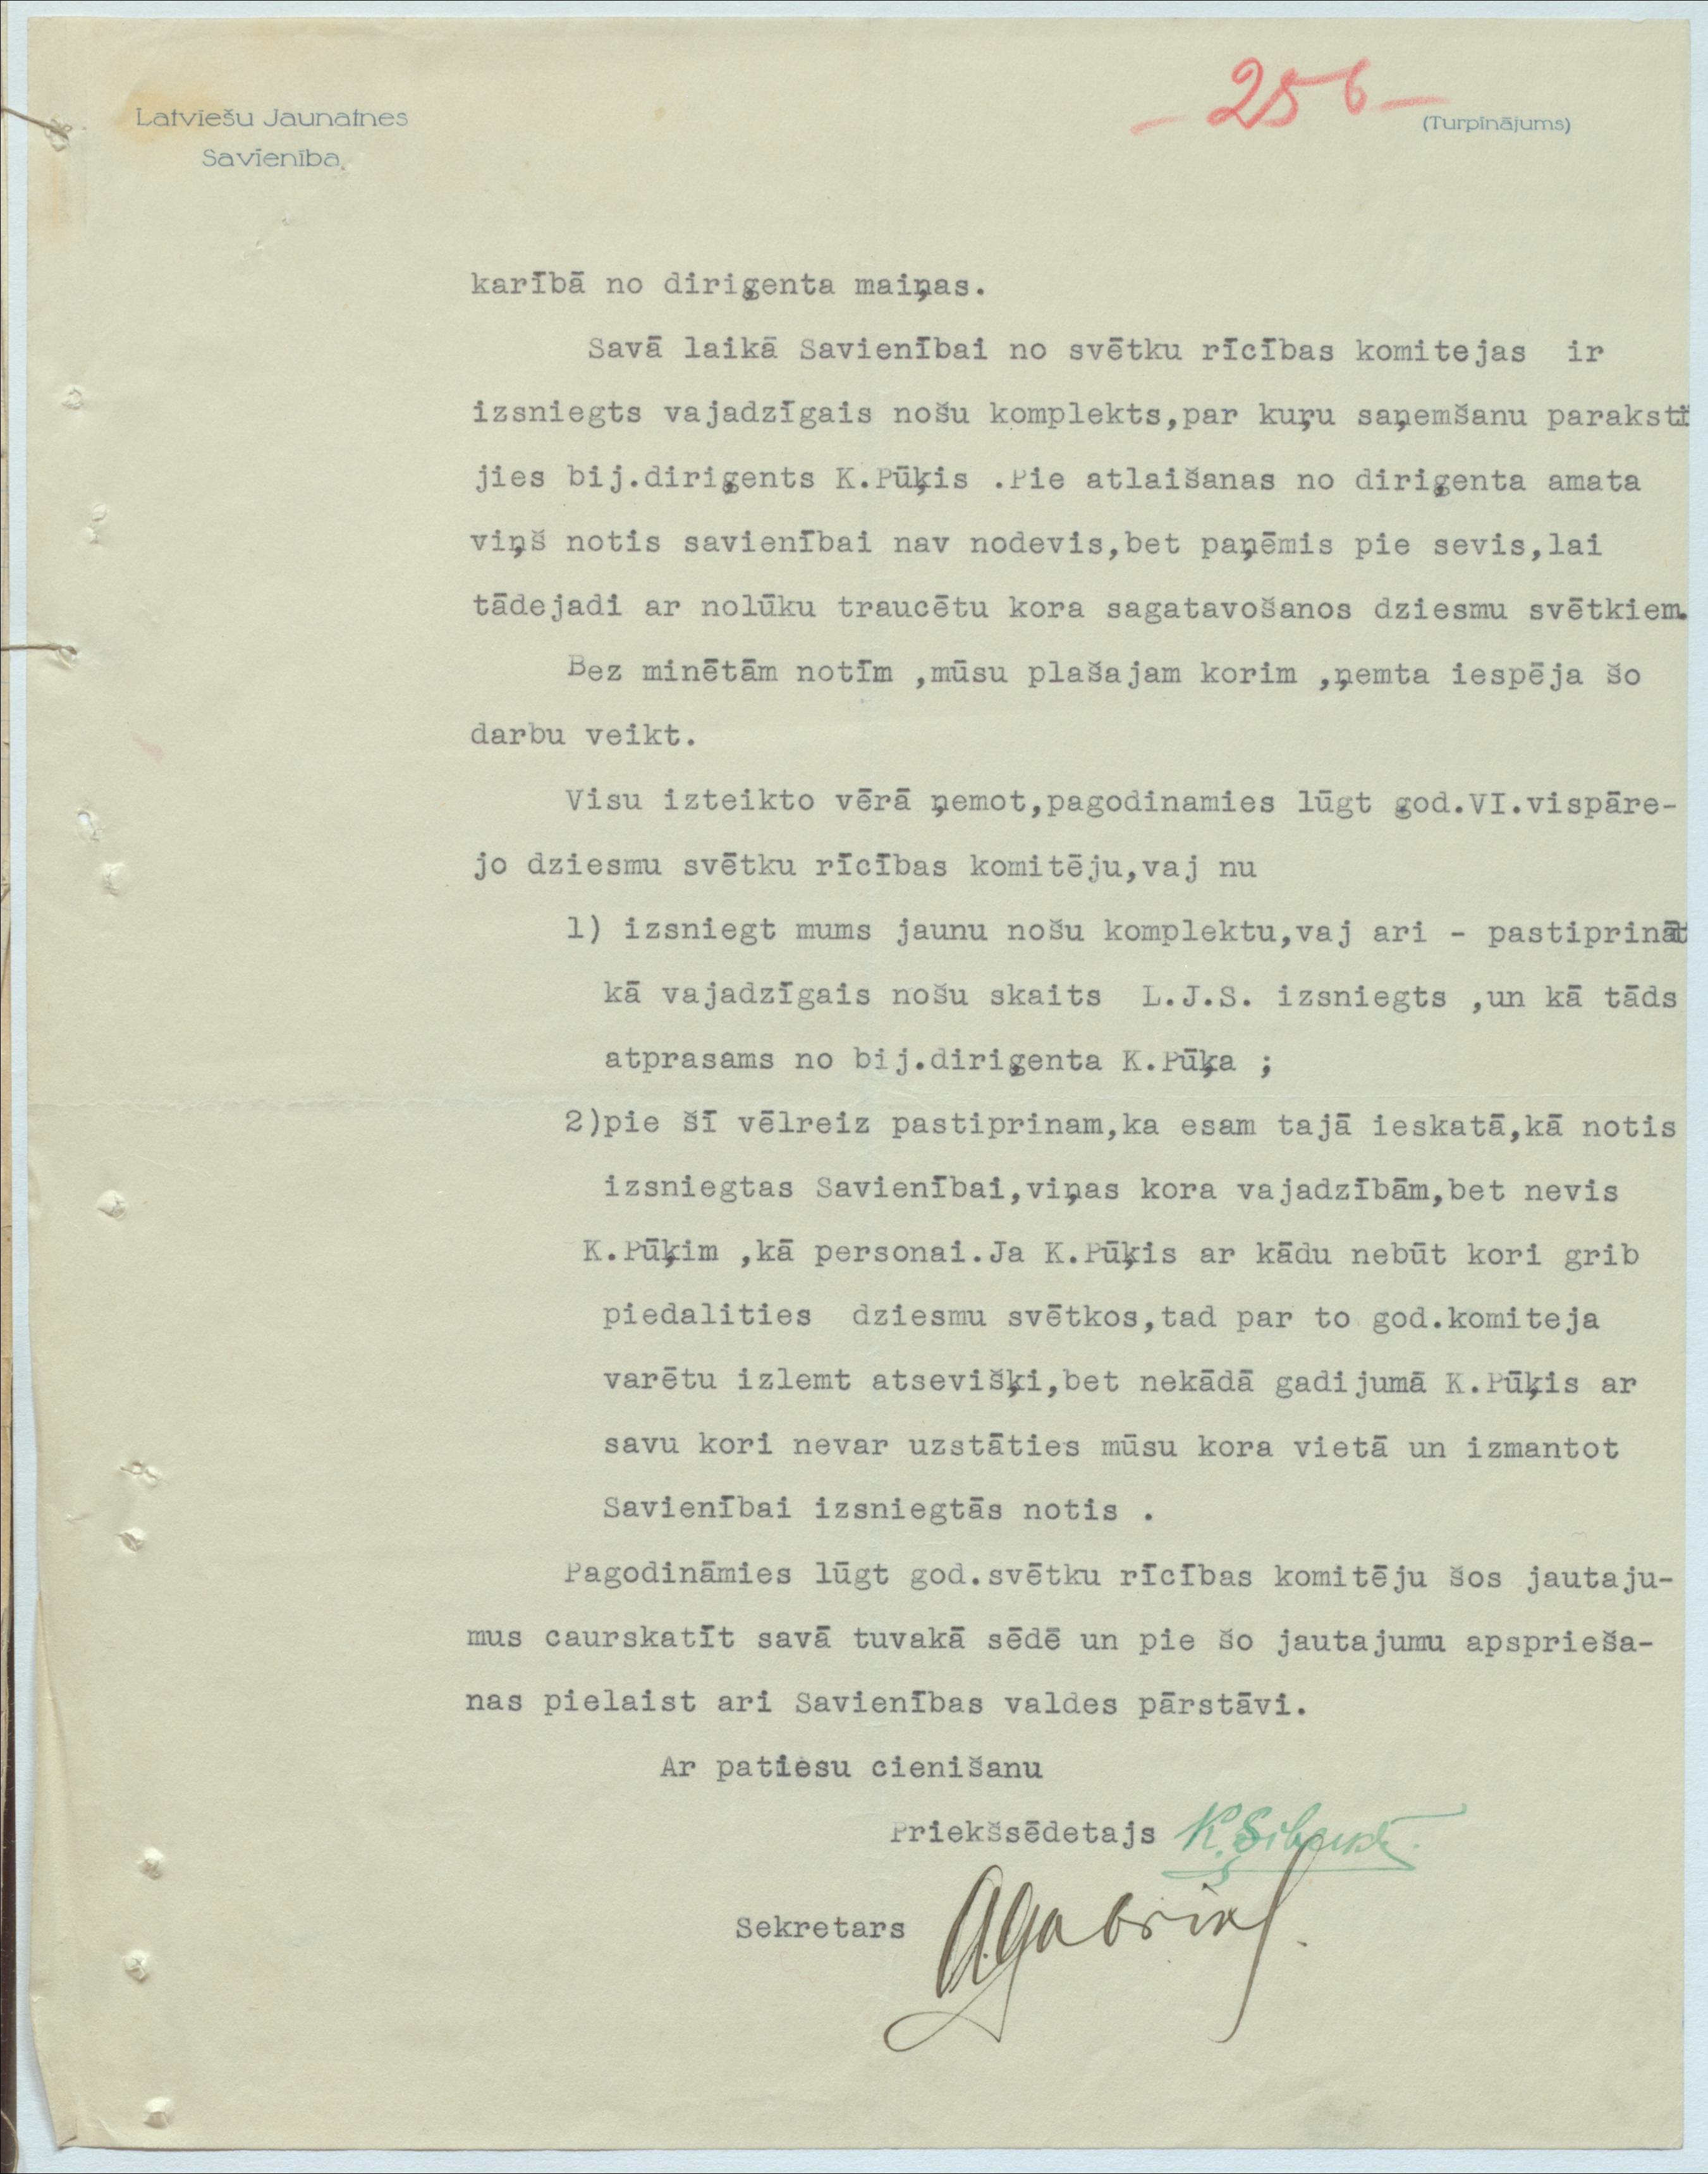 - 256 -
Latviešu Jaunatnes
Savienība.
(Turpinājums)
karībā no diriģenta maiņas.
Savā laikā Savienībai no svētku rīcības komitejas ir
izsniegts vajadzīgais nošu komplekts,par kuŗu saņemšanu parakstī
jies bij.diriģents K.Pūķis .Pie atlaišanas no diriģenta amata
viņš notis savienībai nav nodevis,bet paņēmis pie sevis,lai
tādejadi ar nolūku traucētu kora sagatavošanos dziesmu svētkiem.
Bez minētām notīm ,mūsu plašajam korim ,ņemta iespēja šo
darbu veikt.
Visu izteikto vērā ņemot,pagodinamies lūgt god.VI.vispāre-
jo dziesmu svētku rīcības komitēju,vaj nu
1) izsniegt mums jaunu nošu komplektu,vaj ari - pastiprināt
kā vajadzīgais nošu skaits L.J.S. izsniegts ,un kā tāds
atprasams no bij.diriģenta K.Pūķa ;
2)pie šī vēlreiz pastiprinam,ka esam tajā ieskatā,kā notis
izsniegtas Savienībai,viņas kora vajadzībām,bet nevis
K.Pūķim ,kā personai.Ja K.Pūķis ar kādu nebūt kori grib
piedalities dziesmu svētkos,tad par to god.komiteja
varētu izlemt atsevišķi,bet nekādā gadijumā K.Pūķis ar
savu kori nevar uzstāties mūsu kora vietā un izmantot
Savienībai izsniegtās notis .
Pagodināmies lūgt god.svētku rīcības komitēju šos jautaju-
mus caurskatīt savā tuvakā sēdē un pie šo jautajumu apsprieša-
nas pielaist ari Savienības valdes pārstāvi.
Ar patiesu cienišanu
Priekšsēdetajs K.
Sekretars AGabriel.